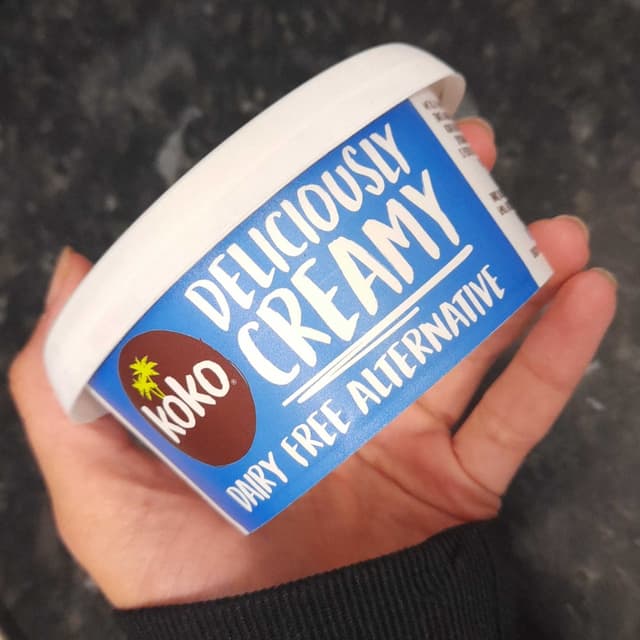 DELICIOUSLY
CREAMY
koko
DAIRY FREE ALTERNATIVE